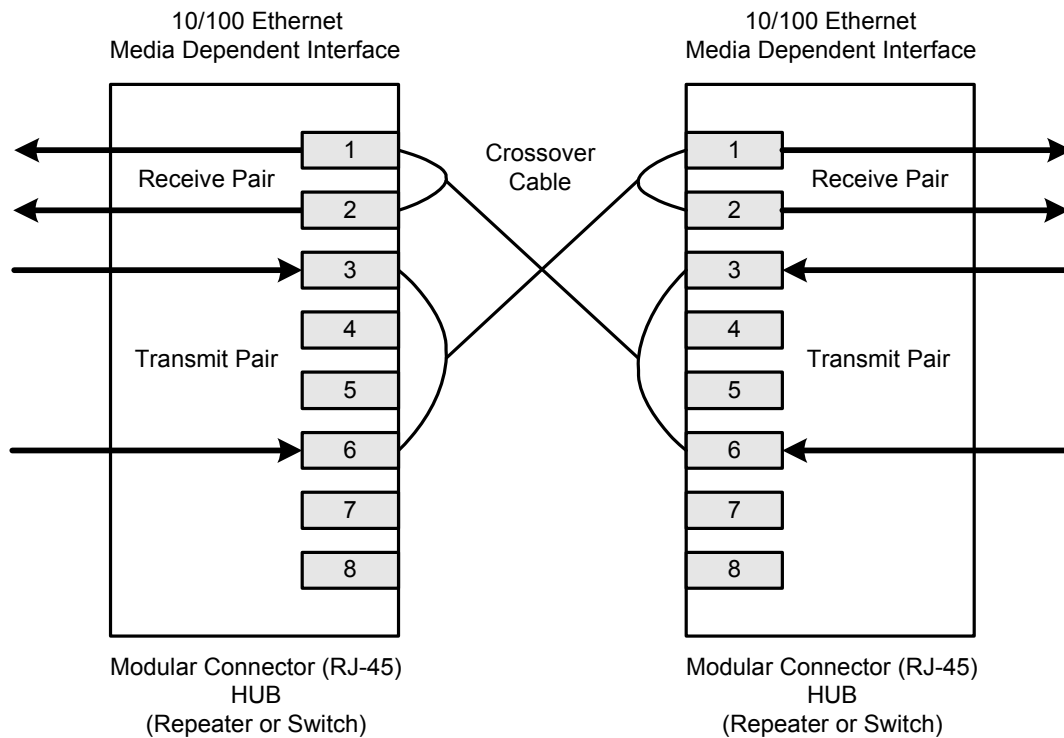 10/100 Ethernet
Media Dependent Interface
10/100 Ethernet
Media Dependent Interface
1
Receive Pair
2
3
4
Transmit Pair
5
6
7
8
Crossover
Cable
1
Receive Pair
2
3
4
Transmit Pair
5
6
7
8
Modular Connector (RJ-45)
HUB
(Repeater or Switch)
Modular Connector (RJ-45)
HUB
(Repeater or Switch)